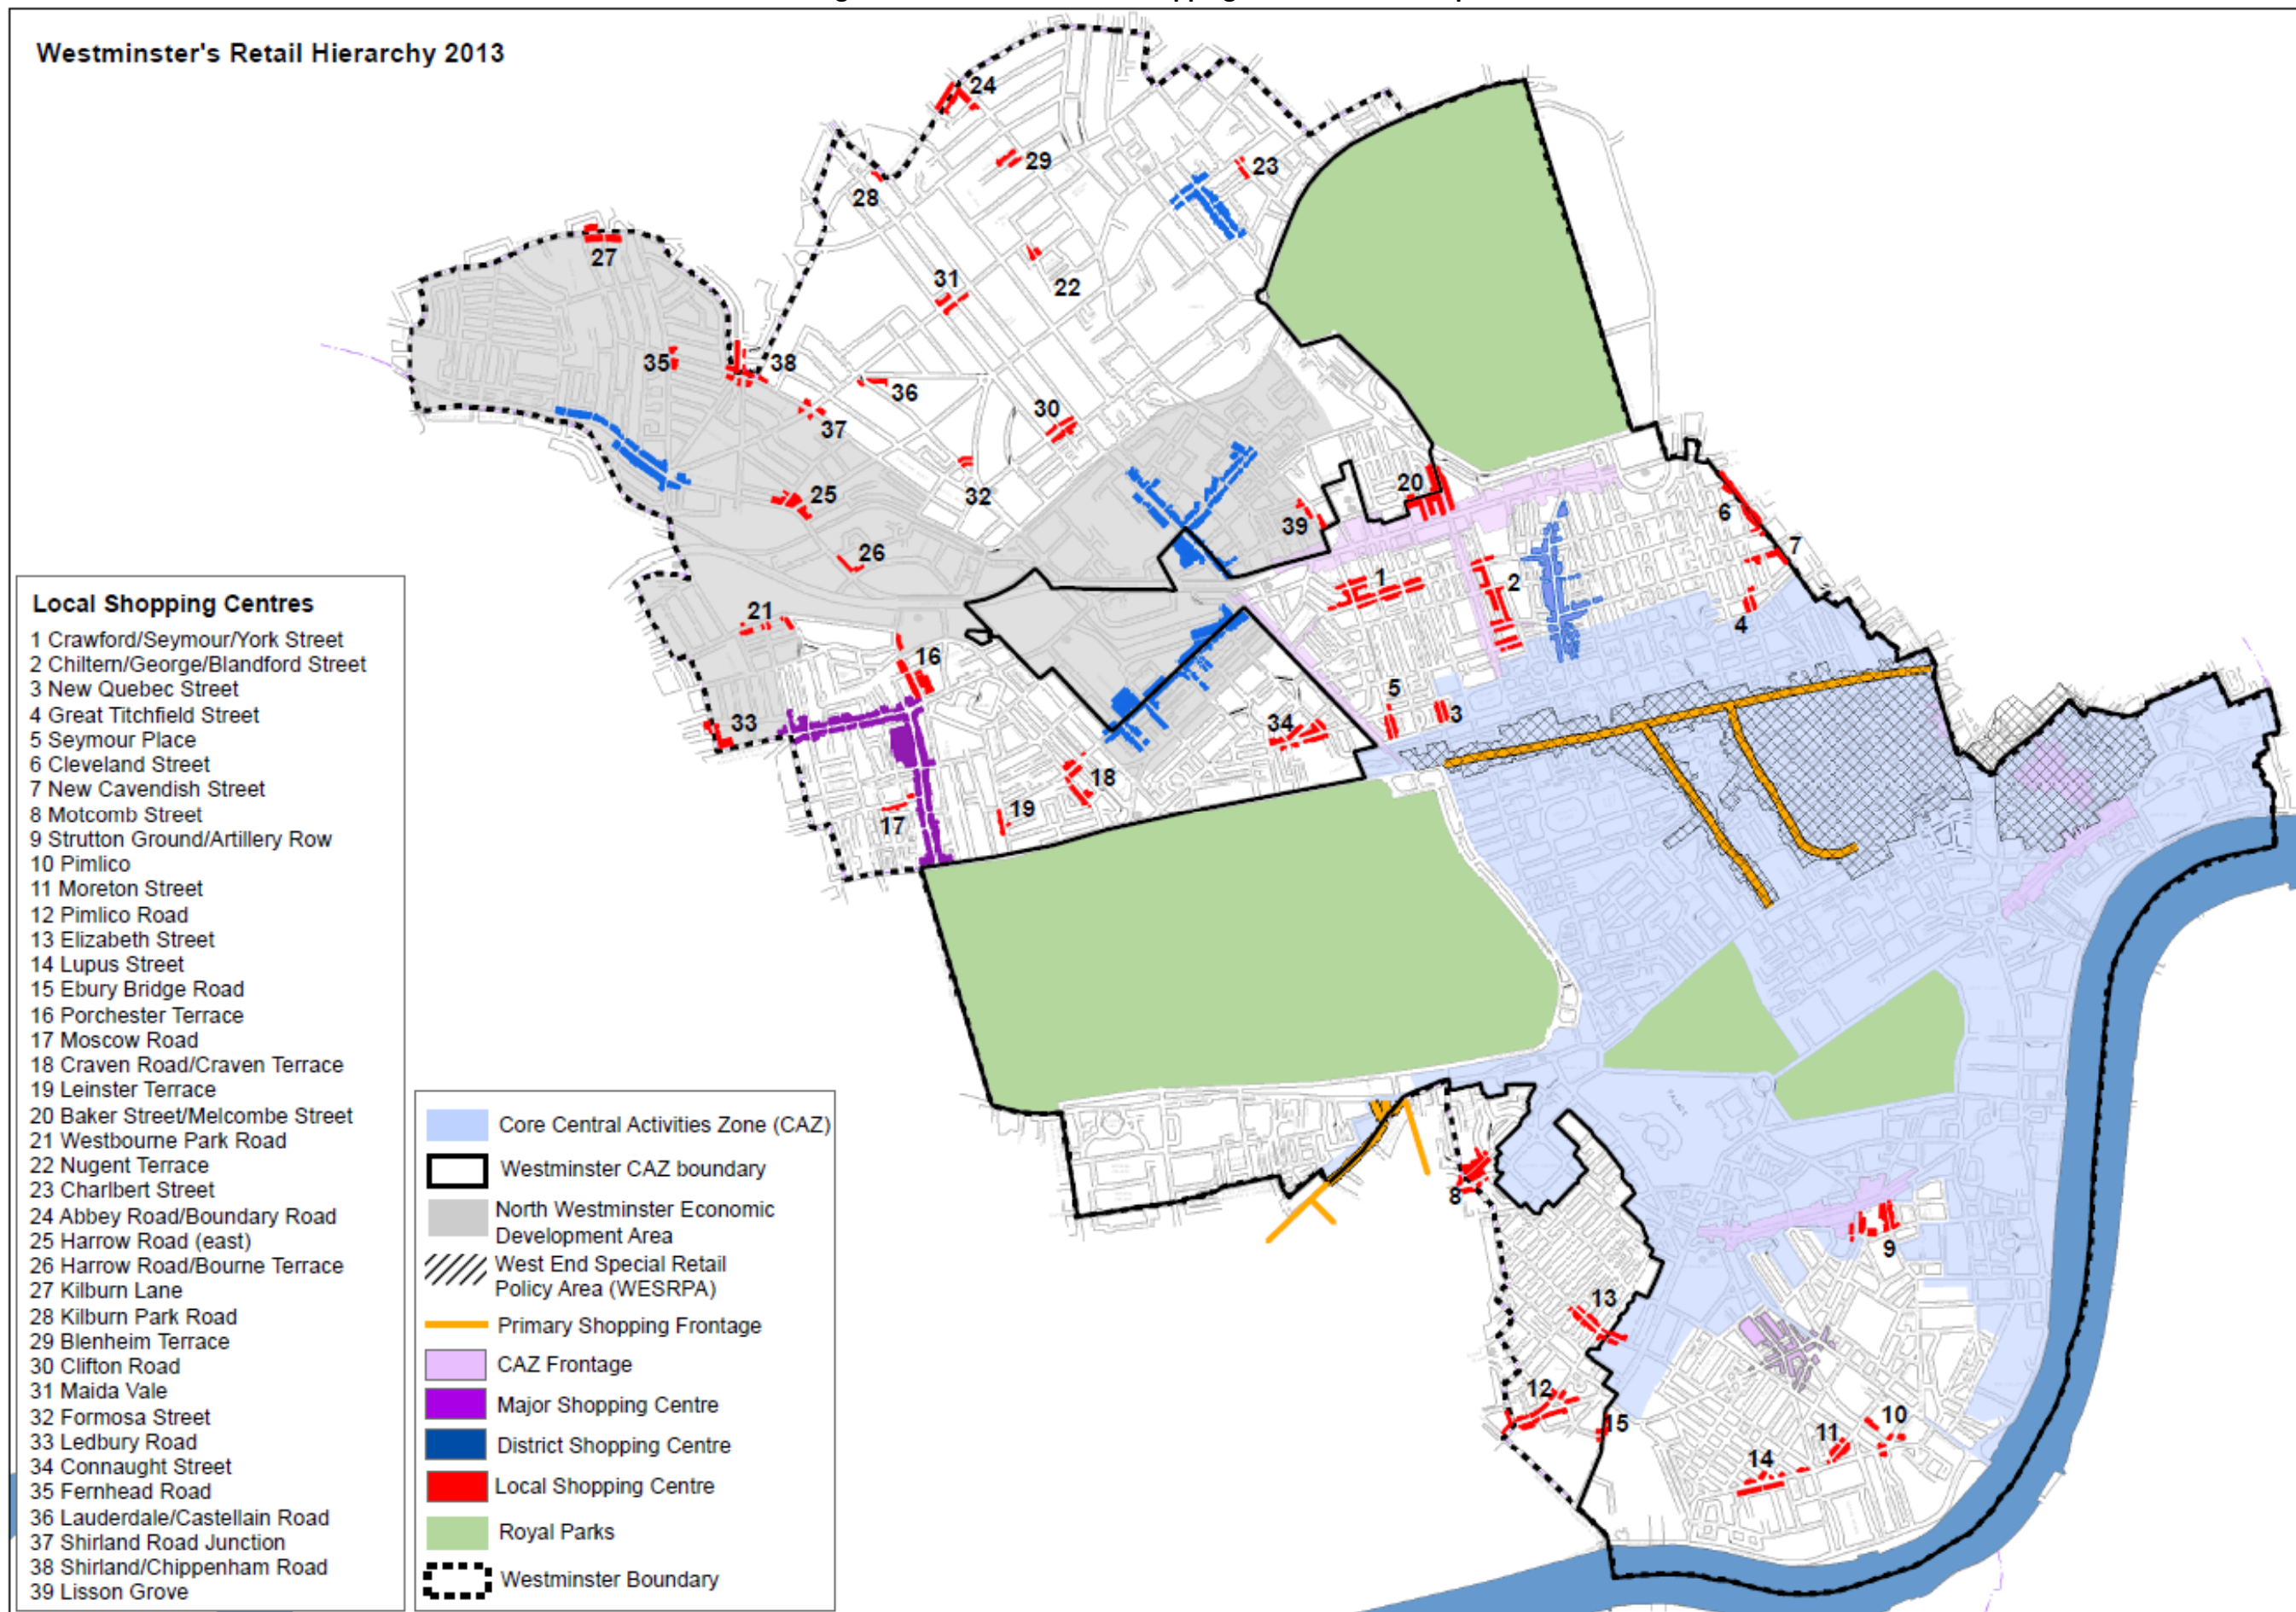 Westminster's Retail Hierarchy 2013
24
29
23
28
27
31
22
35
38
36
30
37
20
25
32
39
6
26
7
1
2
21
4
16
5
3
33
34
18
19
17
8
9
13
12
15
10
11
14
Local Shopping Centres
1 Crawford/Seymour/York Street
2 Chiltern/George/Blandford Street
3 New Quebec Street
4 Great Titchfield Street
5 Seymour Place
6 Cleveland Street
7 New Cavendish Street
8 Motcomb Street
9 Strutton Ground/Artillery Row
10 Pimlico
11 Moreton Street
12 Pimlico Road
13 Elizabeth Street
14 Lupus Street
15 Ebury Bridge Road
16 Porchester Terrace
17 Moscow Road
18 Craven Road/Craven Terrace
19 Leinster Terrace
20 Baker Street/Melcombe Street
21 Westbourne Park Road
22 Nugent Terrace
23 Charlbert Street
24 Abbey Road/Boundary Road
25 Harrow Road (east)
26 Harrow Road/Bourne Terrace
27 Kilburn Lane
28 Kilburn Park Road
29 Blenheim Terrace
30 Clifton Road
31 Maida Vale
32 Formosa Street
33 Ledbury Road
34 Connaught Street
35 Fernhead Road
36 Lauderdale/Castellain Road
37 Shirland Road Junction
38 Shirland/Chippenham Road
39 Lisson Grove
Core Central Activities Zone (CAZ)
Westminster CAZ boundary
North Westminster Economic
Development Area
West End Special Retail
Policy Area (WESRPA)
Primary Shopping Frontage
CAZ Frontage
Major Shopping Centre
District Shopping Centre
Local Shopping Centre
Royal Parks
Westminster Boundary